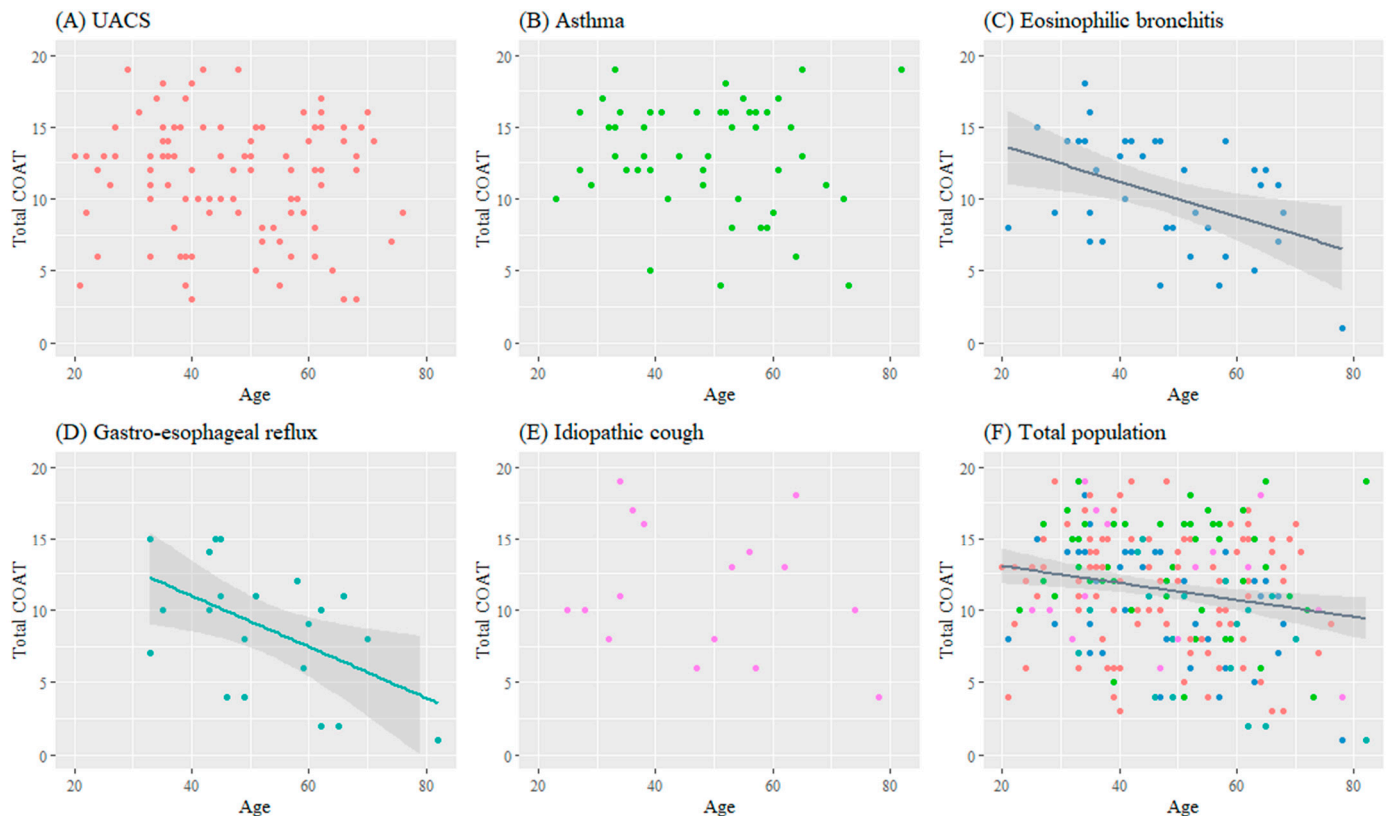 (A) UACS
(B) Asthma
(C) Eosinophilic bronchitis
20
15
10
5
0
Total COAT
20 40 60 80
Age
20
15
10
5
0
Total COAT
20 40 60 80
Age
20
15
10
5
0
Total COAT
20 40 60 80
Age
(D) Gastro-esophageal reflux
(E) Idiopathic cough
(F) Total population
20
15
10
5
0
Total COAT
20 40 60 80
Age
20
15
10
5
0
Total COAT
20 40 60 80
Age
20
15
10
5
0
Total COAT
20 40 60 80
Age